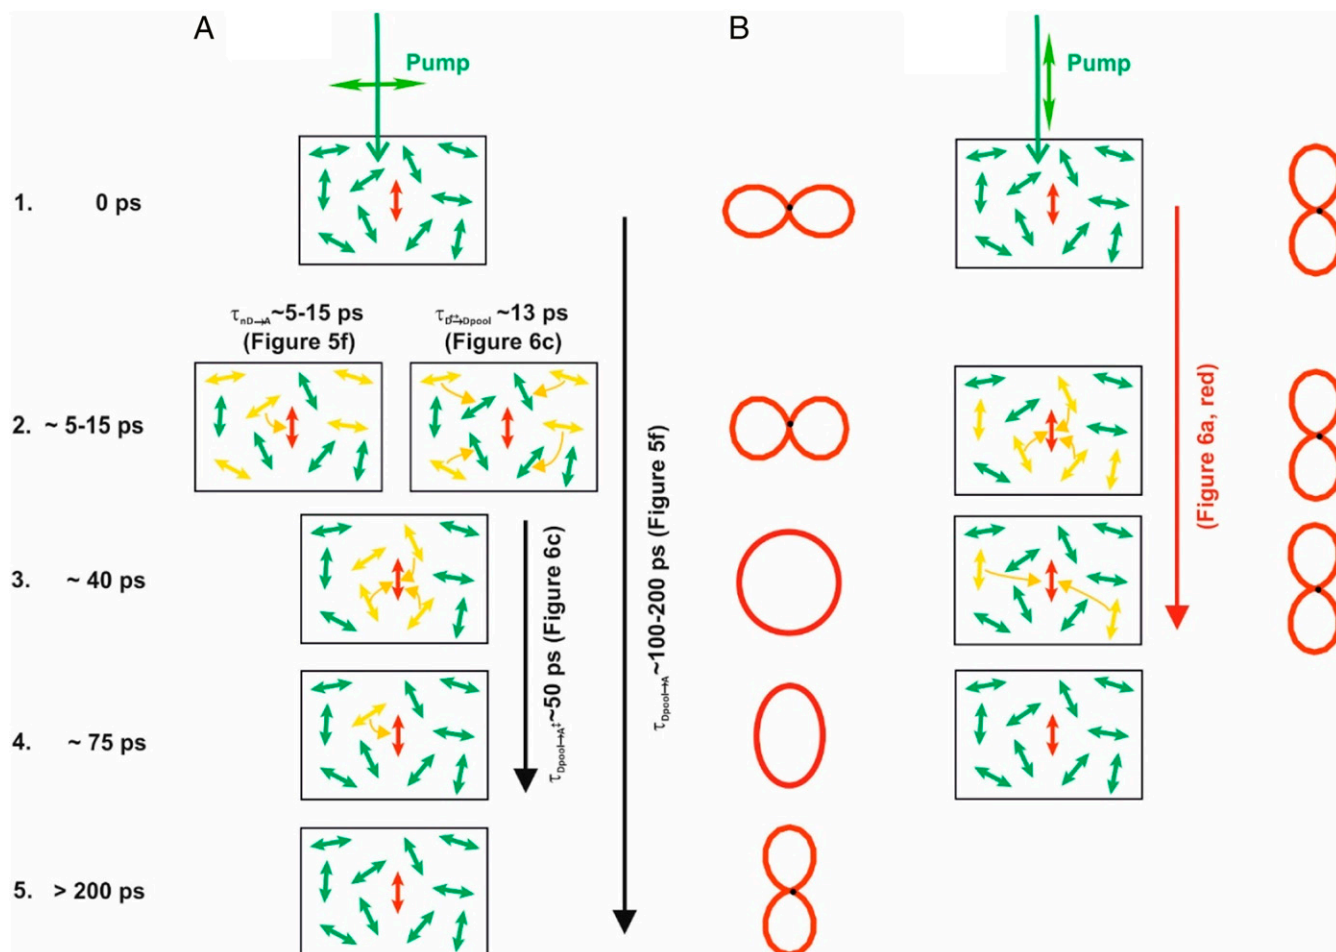 A
B
Pump
Pump
1. 0 ps
τnD→A~5-15 ps
(Figure 5f)
τD**→Dpool ~13 ps
(Figure 6c)
2. ~ 5-15 ps
3. ~ 40 ps
4. ~ 75 ps
5. > 200 ps
τDpool→A‡~50 ps (Figure 6c)
τDpool→A~100-200 ps (Figure 5f)
(Figure 6a, red)